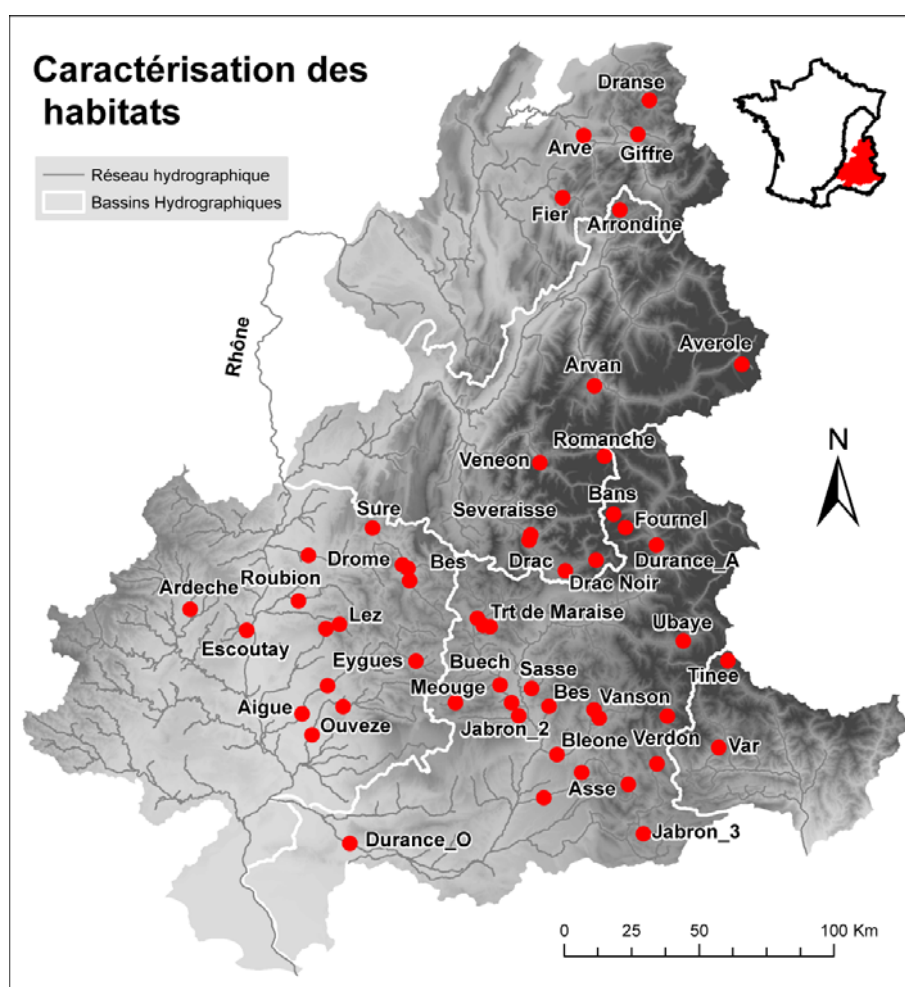 Caractérisation des
habitats
Réseau hydrographique
Bassins Hydrographiques
Dranse
Arve
Giffre
Fier
Arrondine
Rhône
Averole
Arvan
Romanche
Veneon
Bans
Severaisse
Fournel
Sure
Drac
Durance_A
Drome
Bes
Drac Noir
Ardeche
Roubion
Lez
Trt de Maraise
Escoutay
Ubaye
Eygues
Buech
Sasse
Tinee
Meouge
Bes
Vanson
Aigue
Jabron_2
Ouveze
Bleone
Verdon
Var
Asse
Durance_O
Jabron_3
N
0 25 50 100 Km